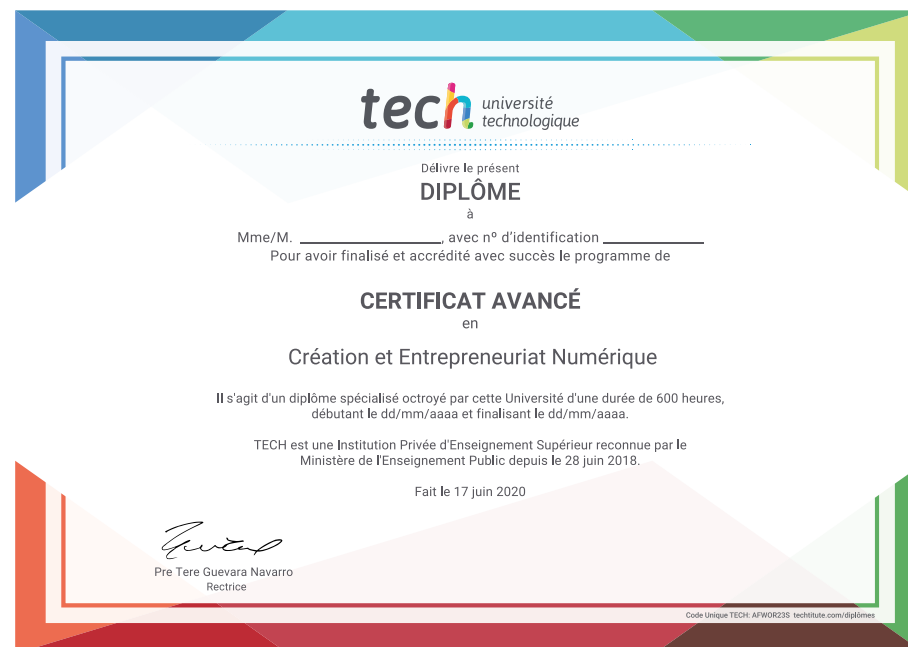 tech université
technologique
Délivre le présent
DIPLÔME
à
Mme/M. ____________________, avec nº d'identification ______________
Pour avoir finalisé et accrédité avec succès le programme de
CERTIFICAT AVANCÉ
en
Création et Entrepreneuriat Numérique
Il s'agit d'un diplôme spécialisé octroyé par cette Université d'une durée de 600 heures,
débutant le dd/mm/aaaa et finalisant le dd/mm/aaaa.
TECH est une Institution Privée d'Enseignement Supérieur reconnue par le
Ministère de l'Enseignement Public depuis le 28 juin 2018.
Fait le 17 juin 2020
Pre Tere Guevara Navarro
Rectrice
Code Unique TECH: AFWOR23S techtitute.com/diplômes